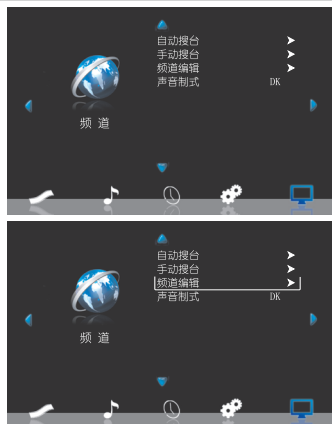 自动搜台
手动搜台
频道编辑
声音制式 DK
频 道
自动搜台
手动搜台
频道编辑
声音制式 DK
频 道